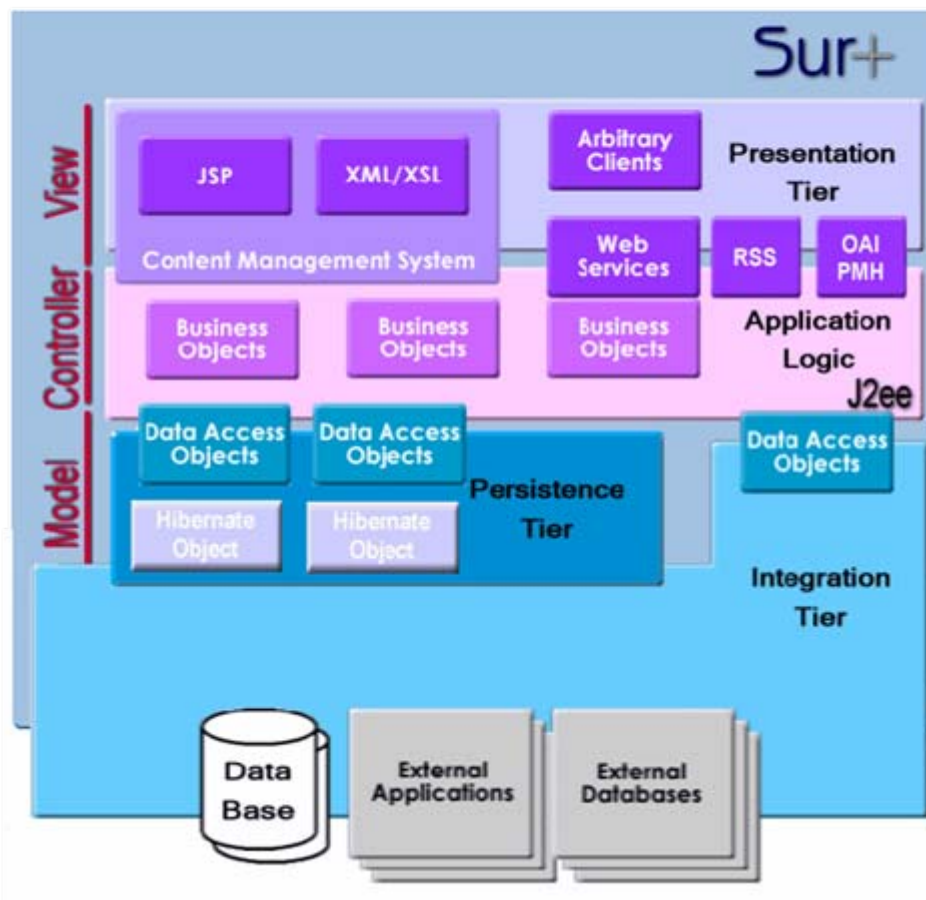 Sur+
View
Controller
Model
JSP
XML/XSL
Content Management System
Arbitrary
Clients
Presentation
Tier
Web
Services
RSS
OAI
PMH
Business
Objects
Business
Objects
Business
Objects
Application
Logic
J2ee
Data Access
Objects
Data Access
Objects
Data Access
Objects
Hibernate
Object
Hibernate
Object
Persistence
Tier
Integration
Tier
Data
Base
External
Applications
External
Databases